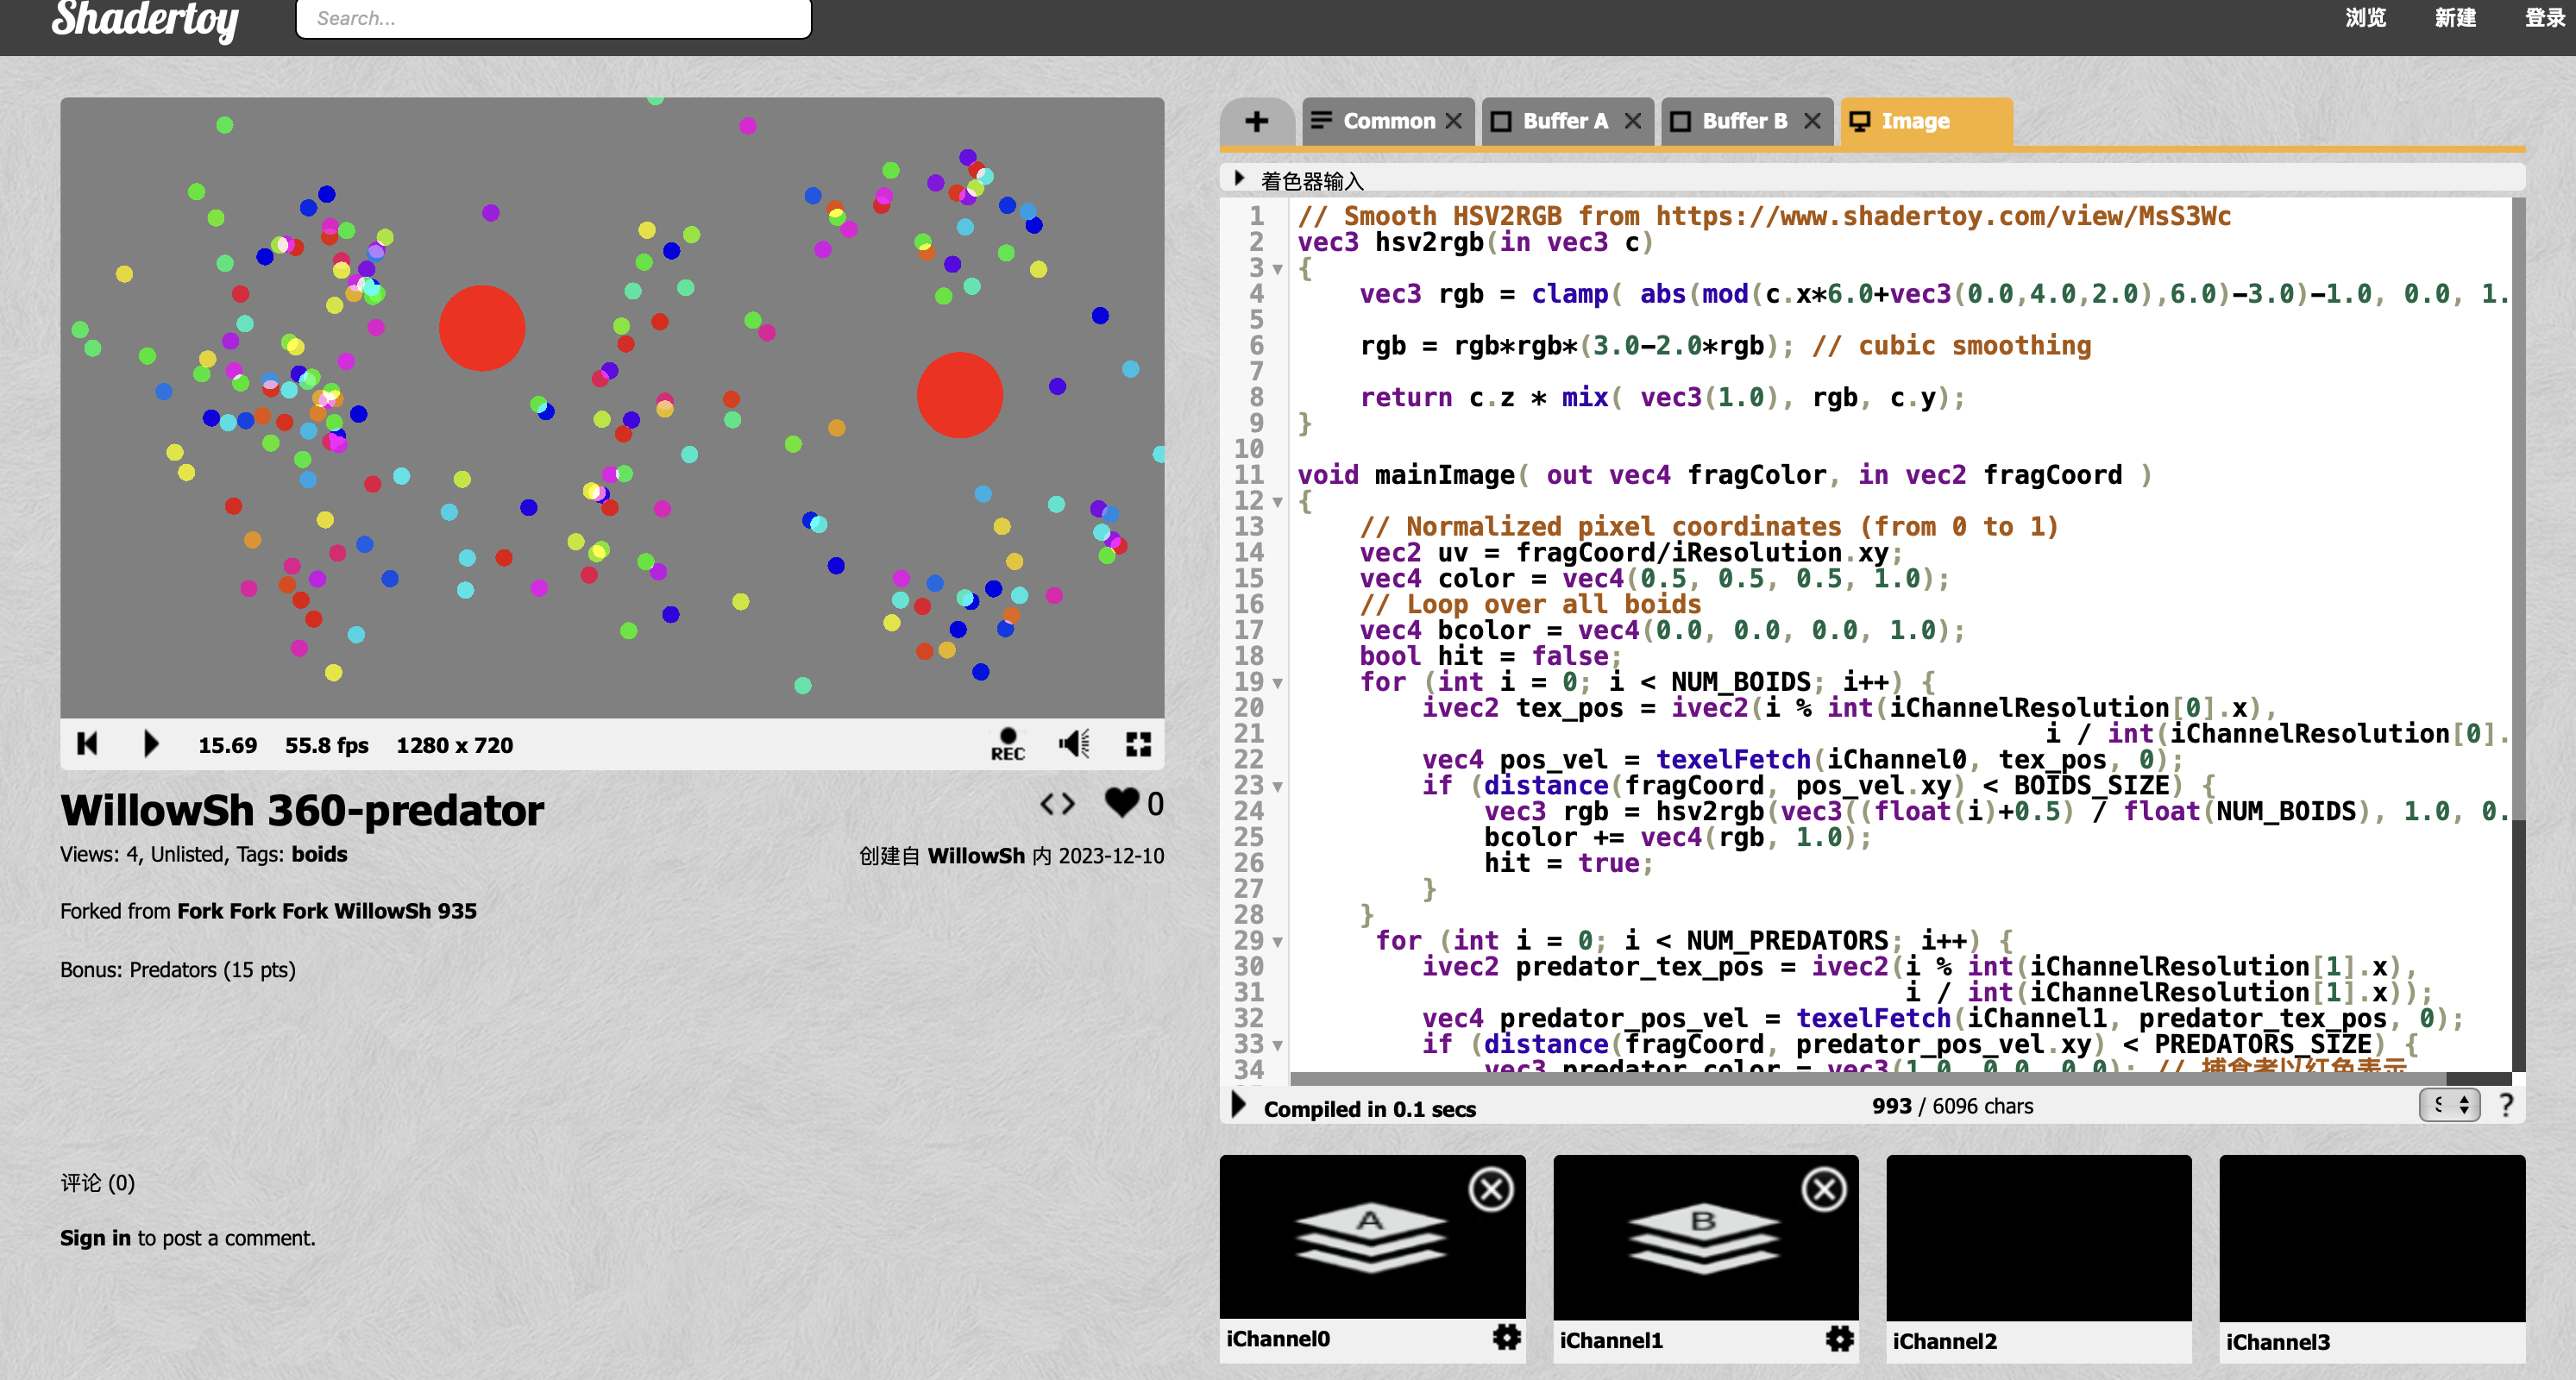 Shadertoy
Search...
浏览
新建
登录
Common
Buffer A
Buffer B
Image
着色器输入
1 // Smooth HSV2RGB from https://www.shadertoy.com/view/MsS3Wc
2 vec3 hsv2rgb(in vec3 c)
3 {
4 vec3 rgb = clamp( abs(mod(c.x*6.0+vec3(0.0,4.0,2.0),6.0)-3.0)-1.0, 0.0, 1.
5
6 rgb = rgb*rgb*(3.0-2.0*rgb); // cubic smoothing
7
8 return c.z * mix( vec3(1.0), rgb, c.y);
9 }
10
11 void mainImage( out vec4 fragColor, in vec2 fragCoord )
12 {
13 // Normalized pixel coordinates (from 0 to 1)
14 vec2 uv = fragCoord/iResolution.xy;
15 vec4 color = vec4(0.5, 0.5, 0.5, 1.0);
16 // Loop over all boids
17 vec4 bcolor = vec4(0.0, 0.0, 0.0, 1.0);
18 bool hit = false;
19 for (int i = 0; i < NUM_BOIDS; i++) {
20 ivec2 tex_pos = ivec2(i % int(iChannelResolution[0].x),
21 i / int(iChannelResolution[0].
22 vec4 pos_vel = texelFetch(iChannel0, tex_pos, 0);
23 if (distance(fragCoord, pos_vel.xy) < BOIDS_SIZE) {
24 vec3 rgb = hsv2rgb(vec3((float(i)+0.5) / float(NUM_BOIDS), 1.0, 0.
25 bcolor += vec4(rgb, 1.0);
26 hit = true;
27 }
28 }
29 for (int i = 0; i < NUM_PREDATORS; i++) {
30 ivec2 predator_tex_pos = ivec2(i % int(iChannelResolution[1].x),
31 i / int(iChannelResolution[1].x));
32 vec4 predator_pos_vel = texelFetch(iChannel1, predator_tex_pos, 0);
33 if (distance(fragCoord, predator_pos_vel.xy) < PREDATORS_SIZE) {
34 vec3 predator_color = vec3(1.0, 0.0, 0.0); // 捕食者以红色表示
Compiled in 0.1 secs
993 / 6096 chars
S
?
15.69
55.8 fps
1280 x 720
REC
WillowSh 360-predator
0
Views: 4, Unlisted, Tags: boids
创建自 WillowSh 内 2023-12-10
Forked from Fork Fork Fork WillowSh 935
Bonus: Predators (15 pts)
评论 (0)
Sign in to post a comment.
A
B
iChannel0
iChannel1
iChannel2
iChannel3